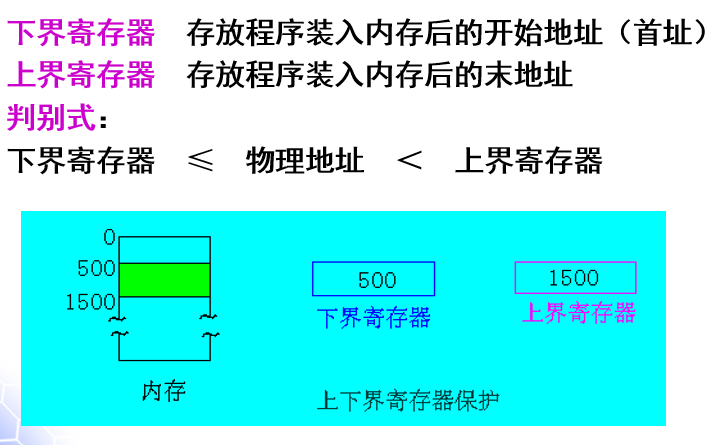 下界寄存器 存放程序装入内存后的开始地址（首址）
上界寄存器 存放程序装入内存后的末地址
判别式：
下界寄存器 ≤ 物理地址 ＜ 上界寄存器
0
500
1500
内存
500
下界寄存器
1500
上界寄存器
上下界寄存器保护